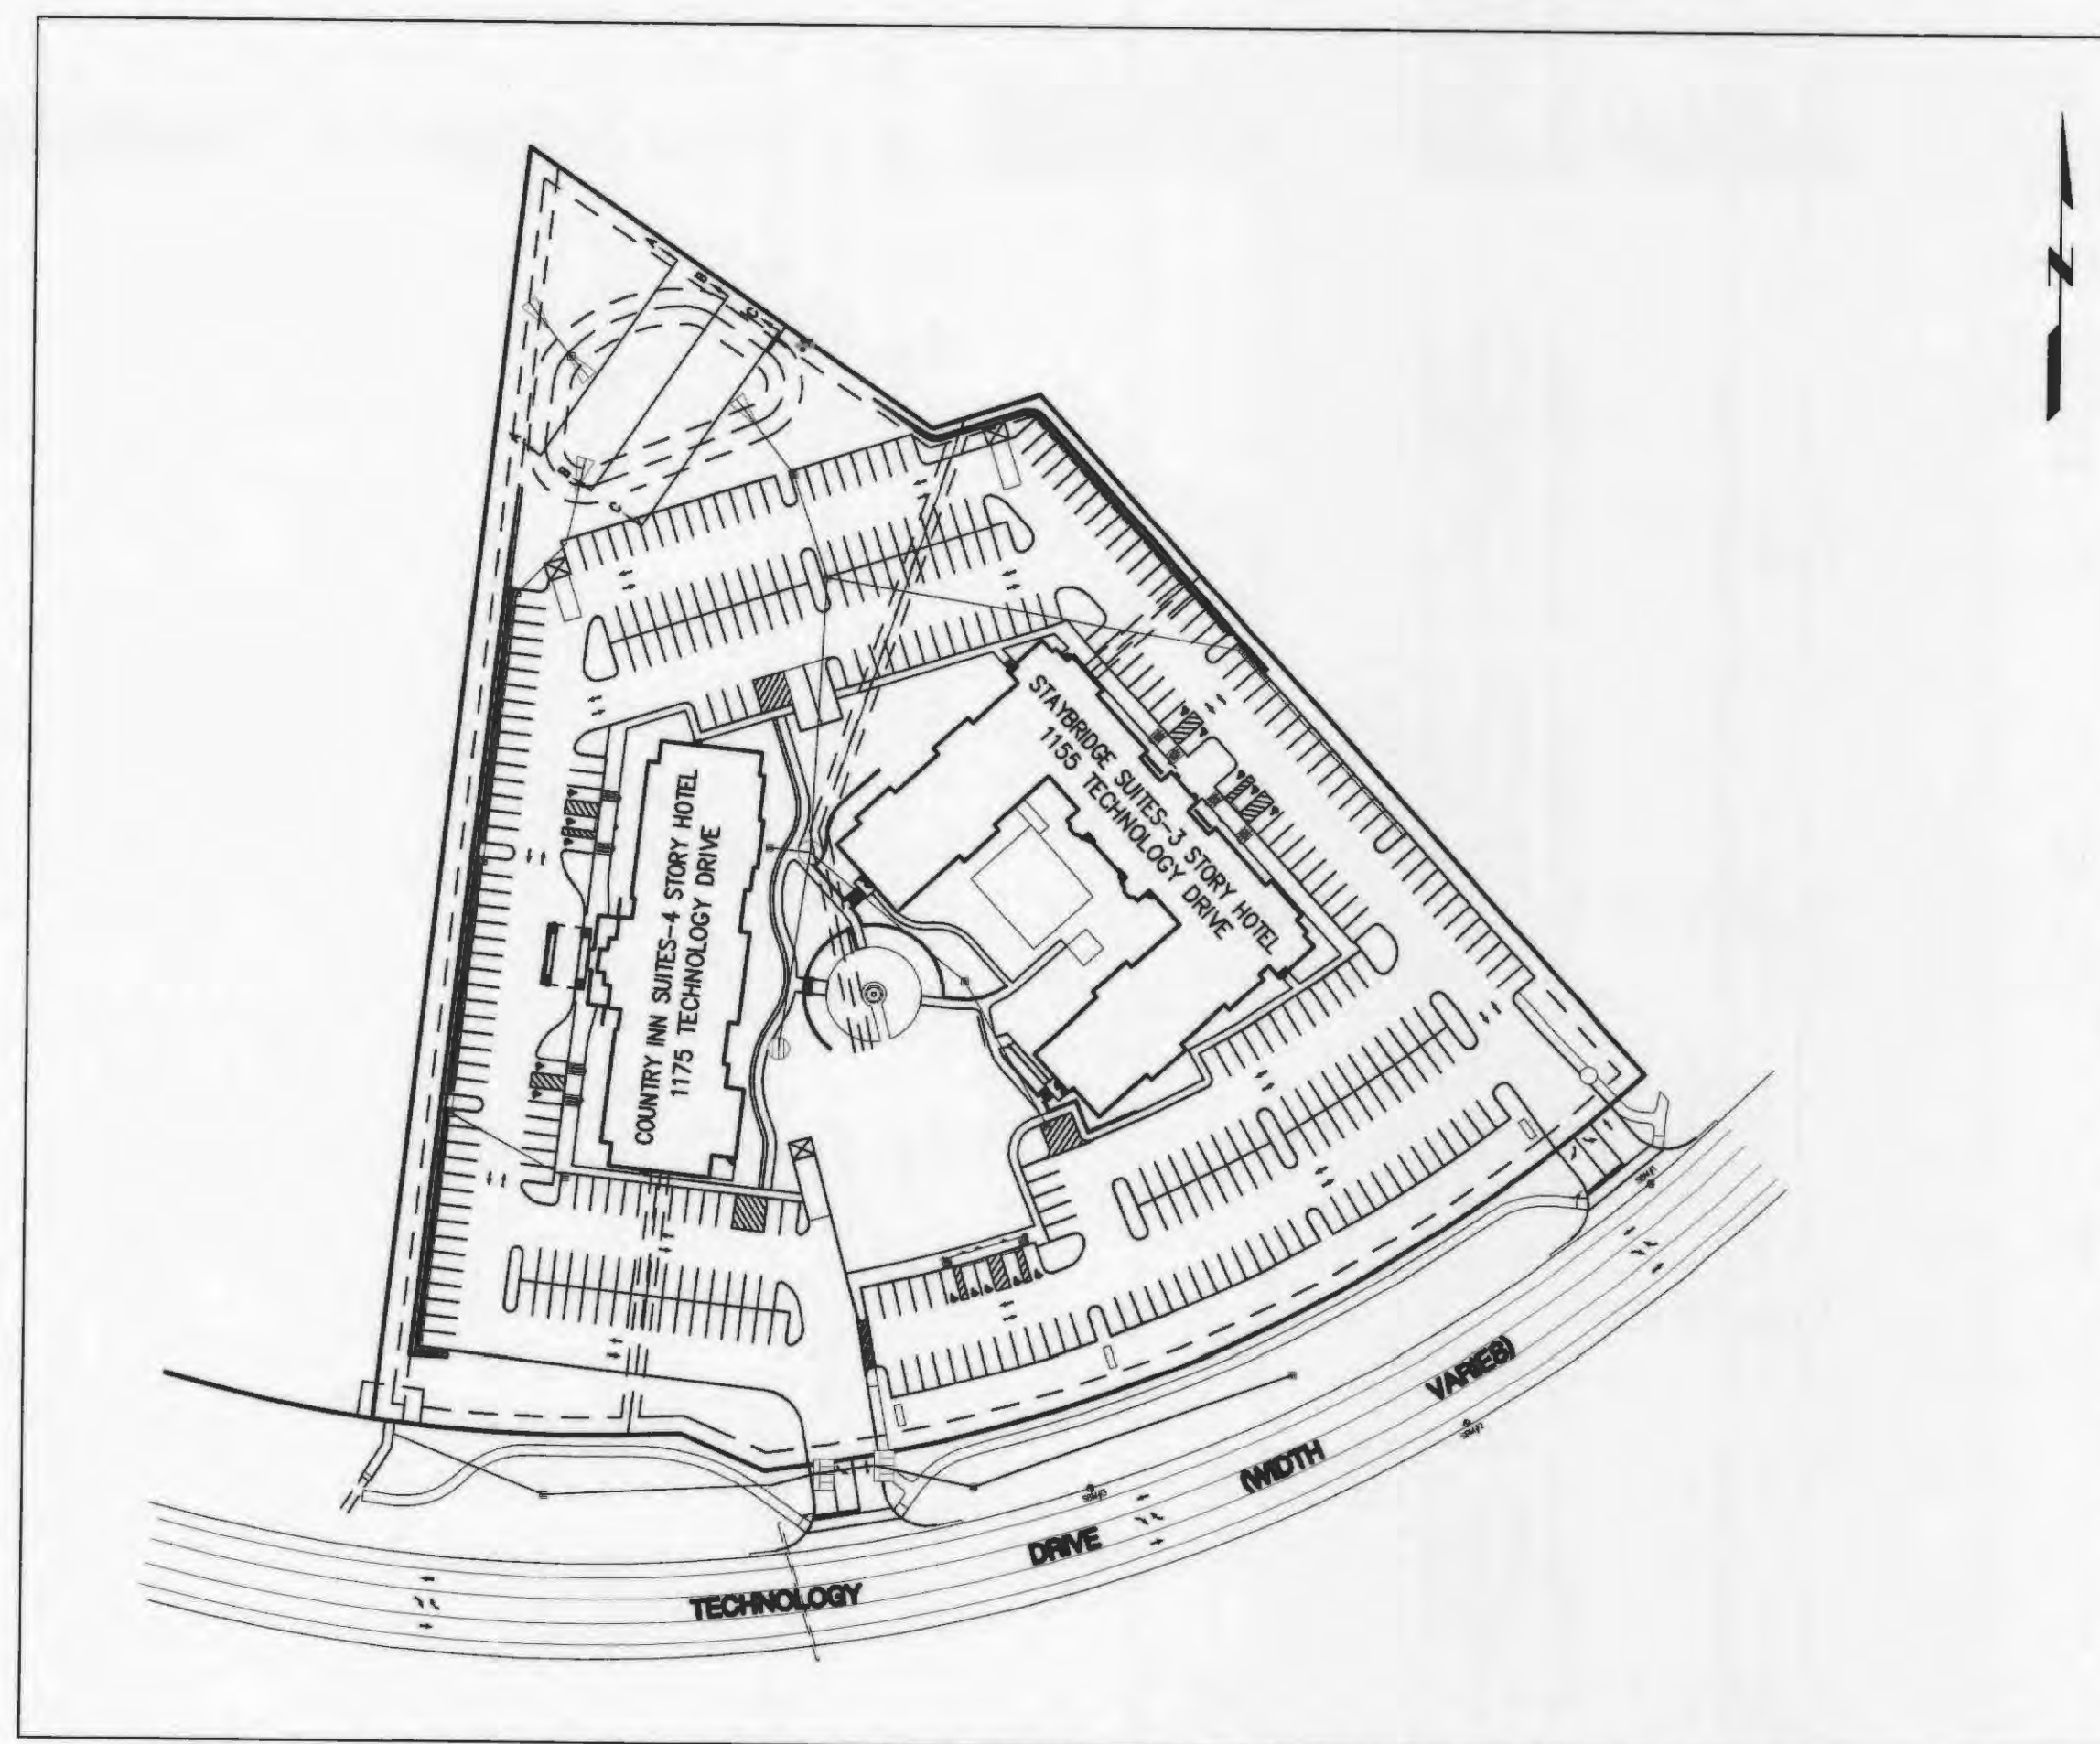 N
A
B
C
A
B
C
STAYBRIDGE SUITES-3 STORY HOTEL
1155 TECHNOLOGY DRIVE
COUNTRY INN SUITES-4 STORY HOTEL
1175 TECHNOLOGY DRIVE
TECHNOLOGY DRIVE (WIDTH VARIES)